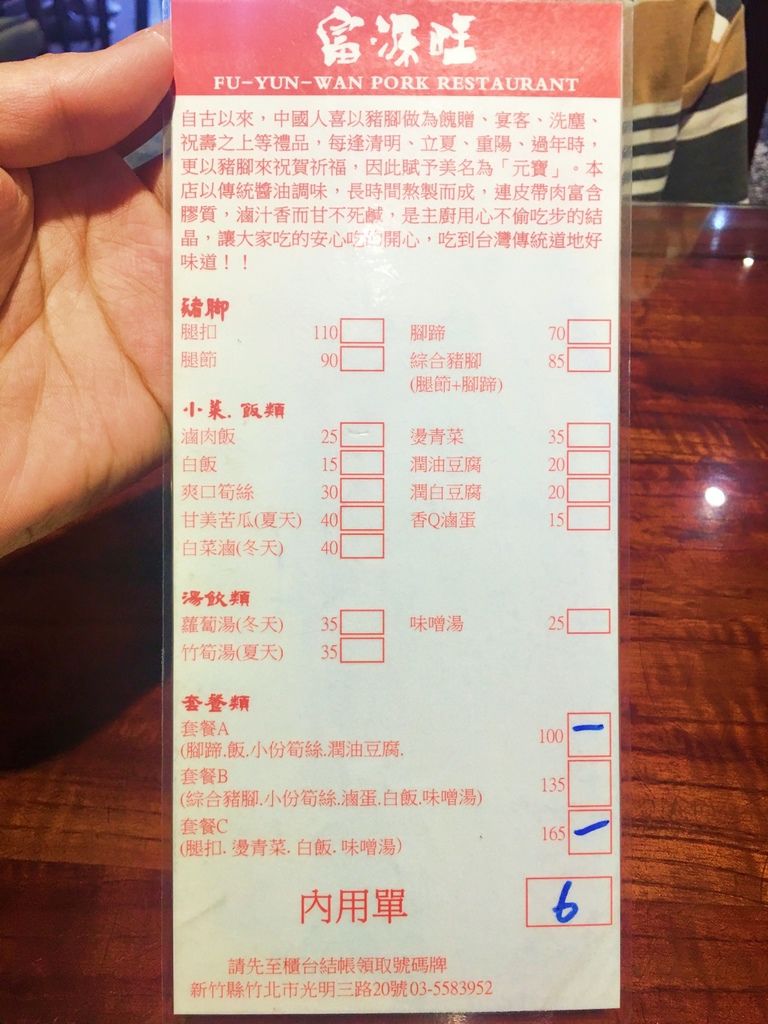 富源旺
FU-YUN-WAN PORK RESTAURANT
自古以來，中國人喜以豬腳做為餽贈、宴客、洗塵、
祝壽之上等禮品，每逢清明、立夏、重陽、過年時，
更以豬腳來祝賀祈福，因此賦予美名為「元寶」。本
店以傳統醬油調味，長時間熬製而成，連皮帶肉富含
膠質，滷汁香而甘不死鹹，是主廚用心不偷吃步的結
晶，讓大家吃的安心吃的開心，吃到台灣傳統道地好
味道！！
豬腳
腿扣 110 腳蹄 70
腿節 90 綜合豬腳 85
(腿節+腳蹄)
小菜.飯類
滷肉飯 25 燙青菜 35
白飯 15 潤油豆腐 20
爽口筍絲 30 潤白豆腐 20
甘美苦瓜(夏天) 40 香Q滷蛋 15
白菜滷(冬天) 40
湯飲類
蘿蔔湯(冬天) 35 味噌湯 25
竹筍湯(夏天) 35
套餐類
套餐A
(腳蹄.飯.小份筍絲.潤油豆腐. 100 一
套餐B
(綜合豬腳.小份筍絲.滷蛋.白飯.味噌湯) 135
套餐C
(腿扣. 燙青菜. 白飯. 味噌湯) 165 一
內用單 6
請先至櫃台結帳領取號碼牌
新竹縣竹北市光明三路20號 03-5583952